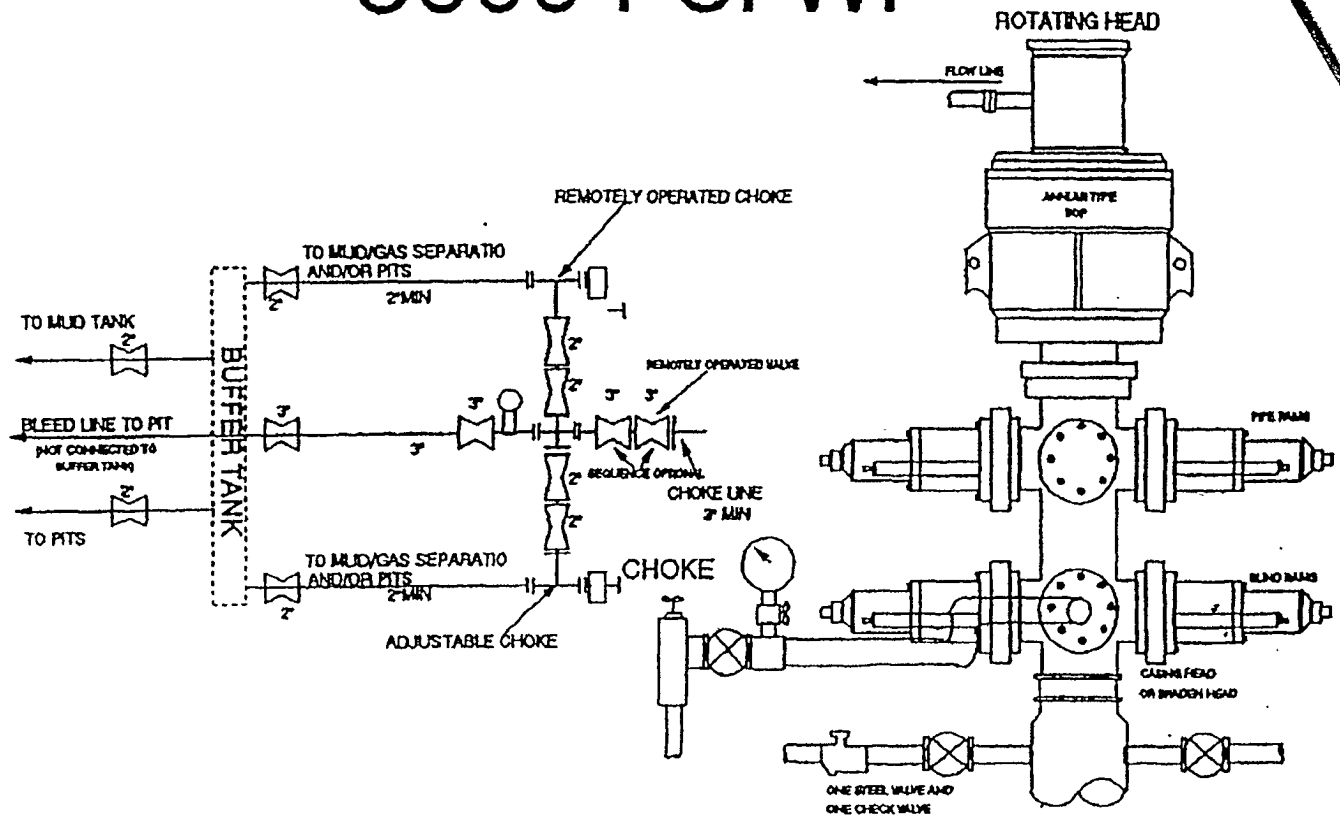 ROTATING HEAD
FLOW LINE
ANNULAR TYPE
BOP
REMOTELY OPERATED CHOKE
TO MUD/GAS SEPARATIO
AND/OR PITS
2" MIN
2"
TO MUD TANK
2"
BUFFER TANK
2"
2"
REMOTELY OPERATED VALVE
3"
3"
3"
3"
BLEED LINE TO PIT
(NOT CONNECTED TO
BUFFER TANK)
3"
SEQUENCE OPTIONAL
CHOKE LINE
MIN
PIPE RAMS
2"
2"
2"
TO PITS
TO MUD/GAS SEPARATIO
AND/OR PITS
2" MIN
2"
CHOKE
ADJUSTABLE CHOKE
BLIND RAMS
CASING HEAD
OR BRADEN HEAD
ONE STEEL VALVE AND
ONE CHECK VALVE